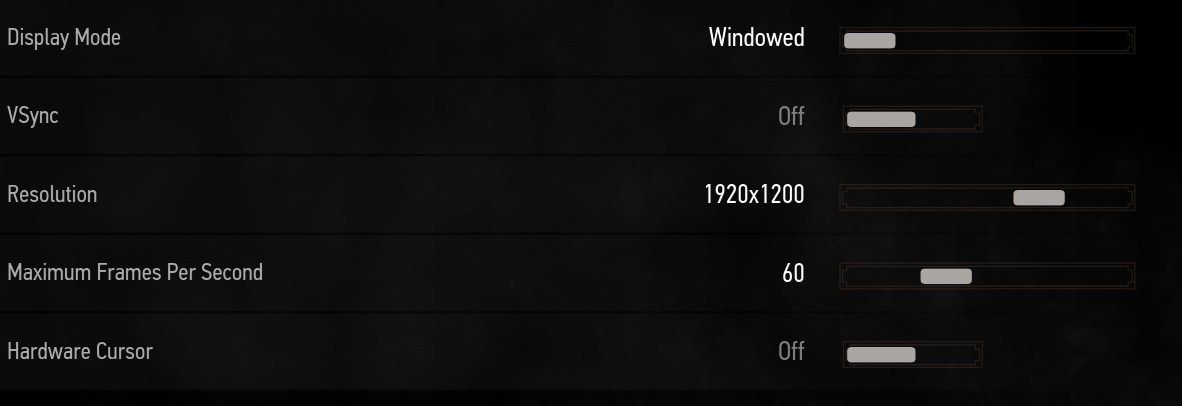 Display Mode Windowed
VSync Off
Resolution 1920x1200
Maximum Frames Per Second 60
Hardware Cursor Off